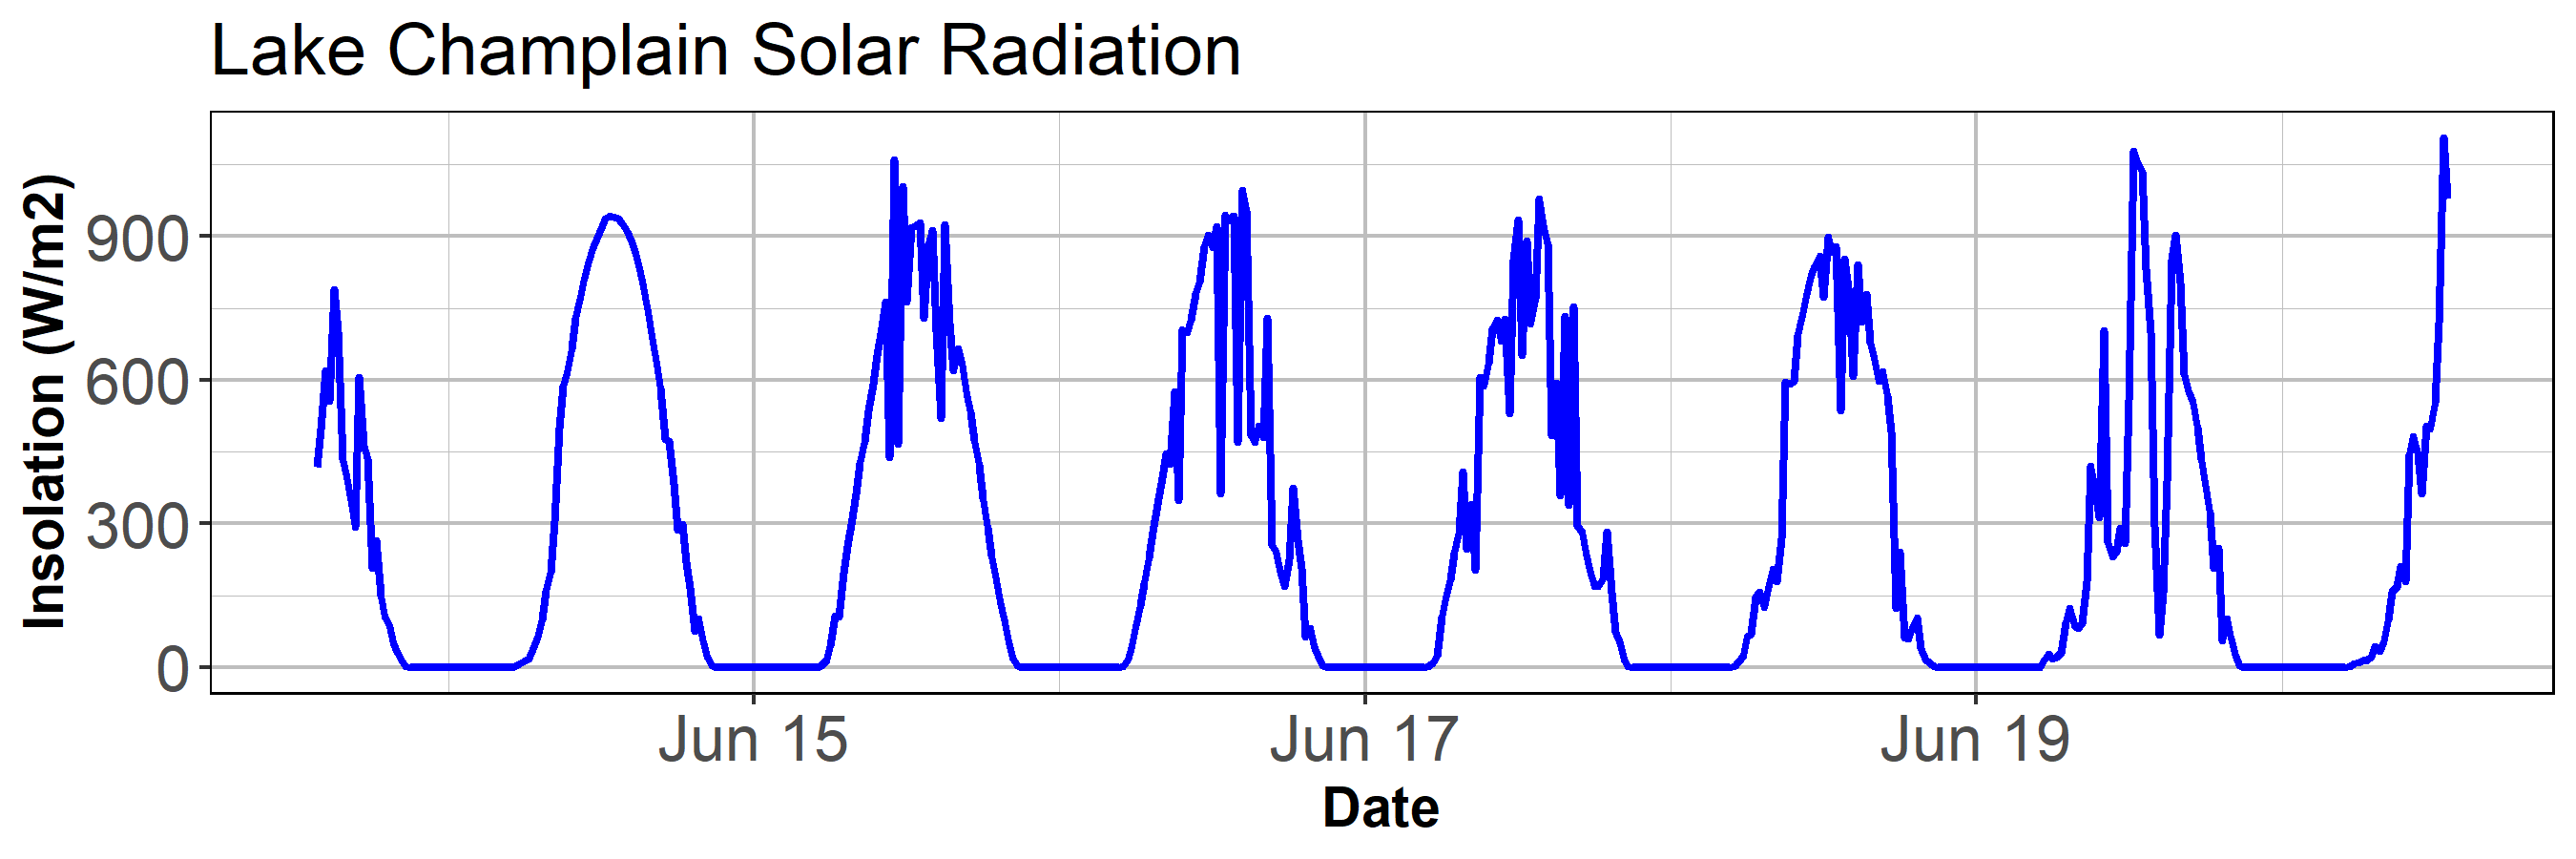 Lake Champlain Solar Radiation
Insolation (W/m2)
900
600
300
0
Jun 15 Jun 17 Jun 19
Date